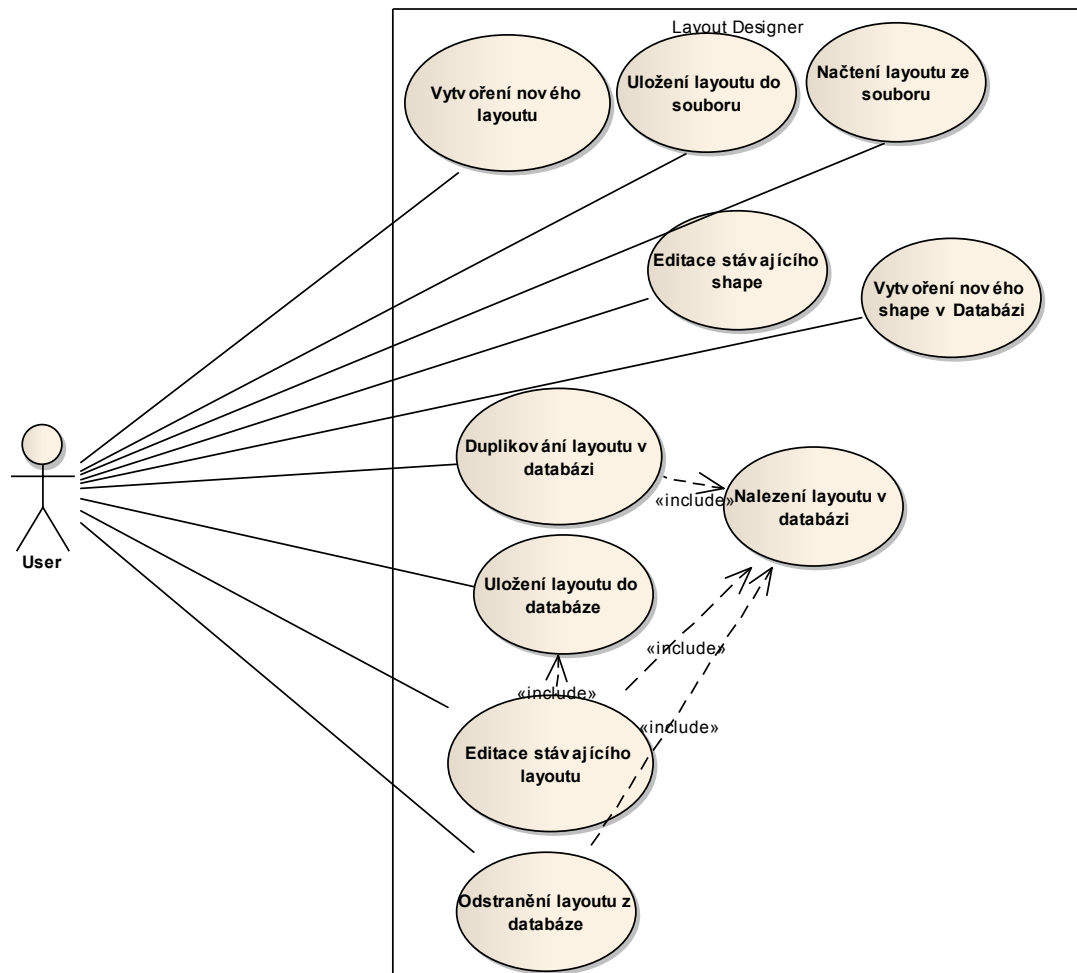 Layout Designer
Vytvoření nového
layoutu
Uložení layoutu do
souboru
Načtení layoutu ze
souboru
Editace stávajícího
shape
Vytvoření nového
shape v Databázi
Duplikování layoutu v
databázi
«include»
Nalezení layoutu v
databázi
User
Uložení layoutu do
databáze
«include»
«include»
«include»
Editace stávajícího
layoutu
Odstranění layoutu z
databáze